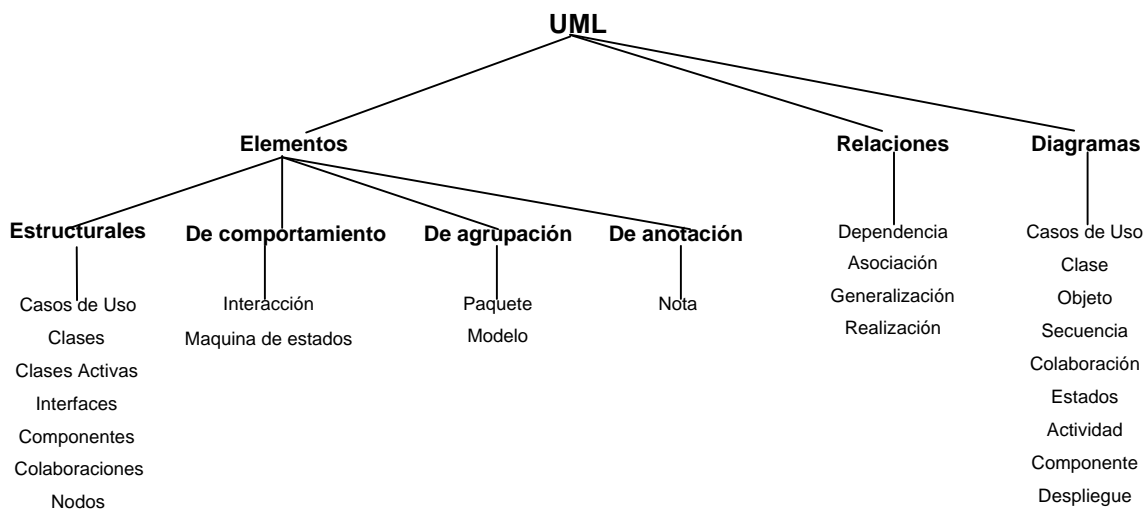 UML
Elementos
Relaciones
Diagramas
Estructurales
De comportamiento
De agrupación
De anotación
Casos de Uso
Clases
Clases Activas
Interfaces
Componentes
Colaboraciones
Nodos
Interacción
Maquina de estados
Paquete
Modelo
Nota
Dependencia
Asociación
Generalización
Realización
Casos de Uso
Clase
Objeto
Secuencia
Colaboración
Estados
Actividad
Componente
Despliegue